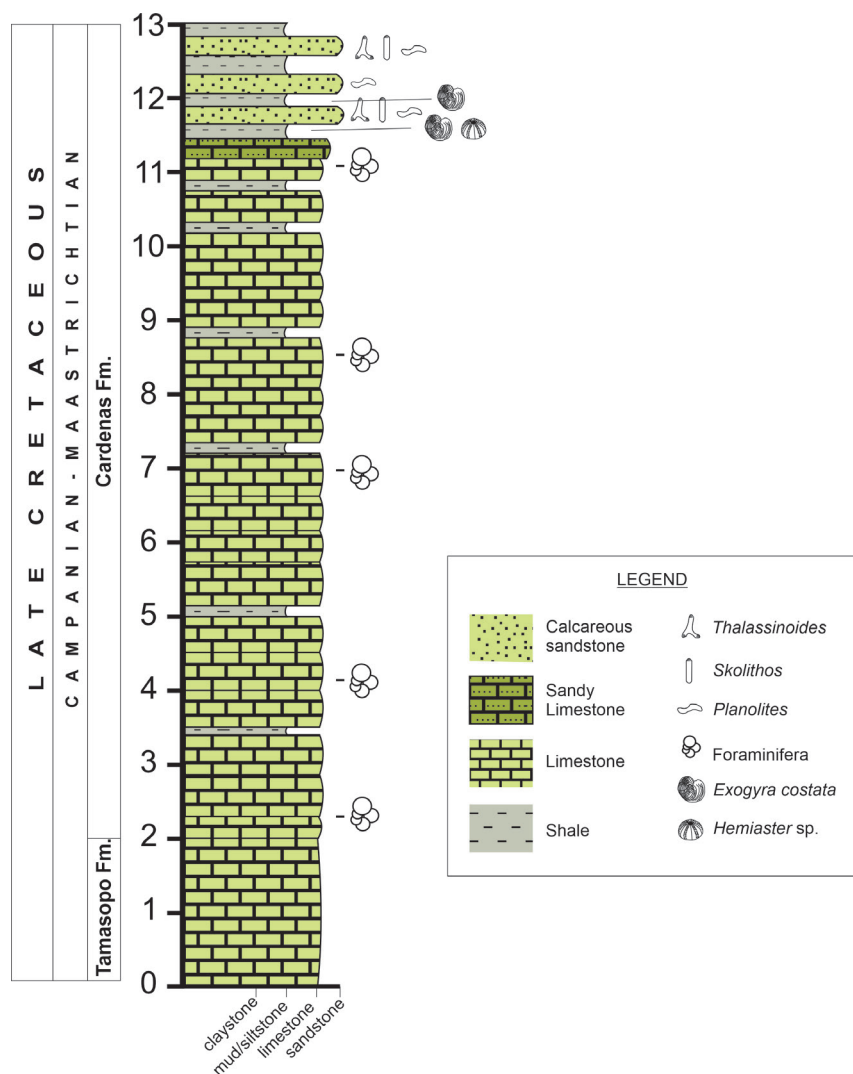 LATE CRETACEOUS
CAMPANIAN-MAASTRICHTIAN
Cardenas Fm.
Tamasopo Fm.
13
12
11
10
9
8
7
6
5
4
3
2
1
0
claystone
mud/siltstone
limestone
sandstone
LEGEND
Calcareous
sandstone
Sandy
Limestone
Limestone
Shale
Thalassinoides
Skolithos
Planolites
Foraminifera
Exogyra costata
Hemiaster sp.